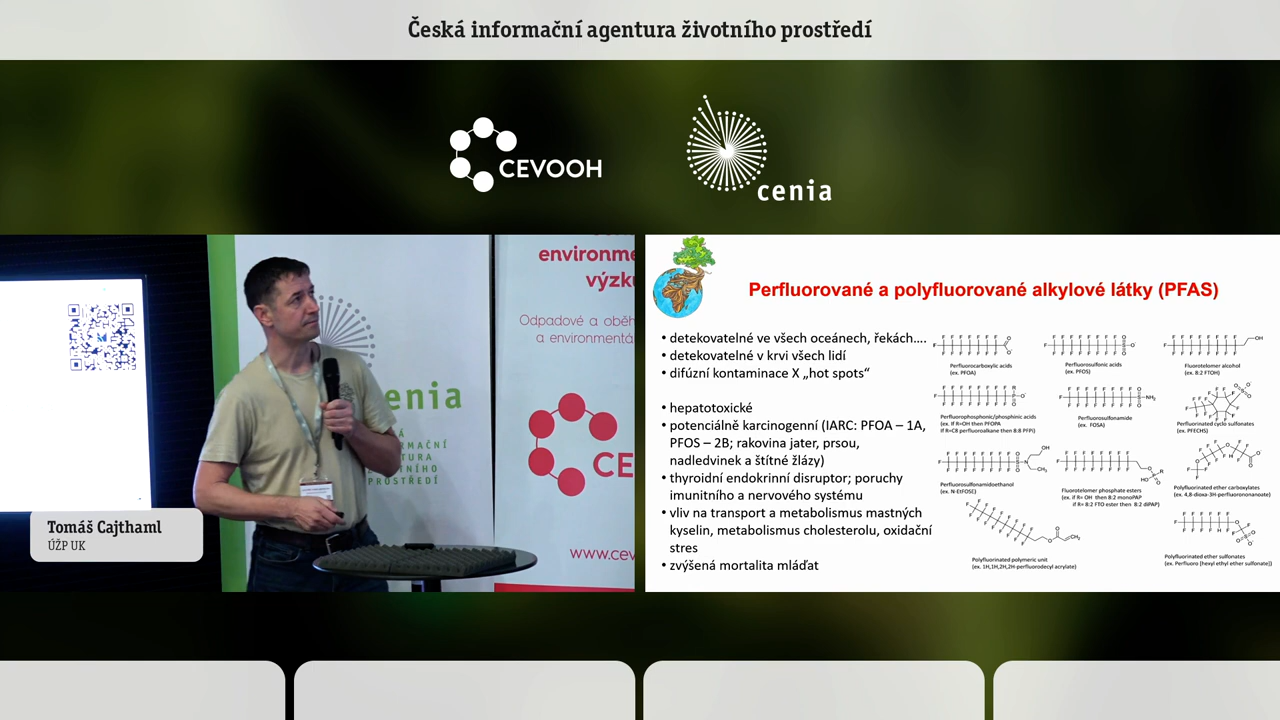 Česká informační agentura životního prostředí
CEVOOH
cenia
environme
výzku
Odpadové a oběh
a environmentá
enia
CE
www.cev
Tomáš Cajthaml
ÚŽP UK
Perfluorované a polyfluorované alkylové látky (PFAS)
• detekovatelné ve všech oceánech, řekách....
• detekovatelné v krvi všech lidí
• difúzní kontaminace X „hot spots“
• hepatotoxické
• potenciálně karcinogenní (IARC: PFOA – 1A,
PFOS – 2B; rakovina jater, prsou,
nadledvinek a štítné žlázy)
• thyroidní endokrinní disruptor; poruchy
imunitního a nervového systému
• vliv na transport a metabolismus mastných
kyselin, metabolismus cholesterolu, oxidační
stres
• zvýšená mortalita mláďat
Perfluorocarboxylic acids
(ex. PFOA)
Perfluorosulfonic acids
(ex. PFOS)
Fluorotelomer alcohol
(ex. 8:2 FTOH)
Perfluorophosphonic/phosphinic acids
(ex. If R=OH then PFOPA
if R=C8 perfluoroalkane then 8:8 PFPi)
Perfluorosulfonamide
(ex. FOSA)
Perfluorinated cyclo sulfonates
(ex. PFECHS)
Perfluorosulfonamidoethanol
(ex. N-EtFOSE)
Fluorotelomer phosphate esters
(ex. if R= OH then 8:2 monoPAP
if R= 8:2 FTO ester then 8:2 diPAP)
Polyfluorinated ether carboxylates
(ex. 4,8-dioxa-3H-perfluorononanoate)
Polyfluorinated polymeric unit
(ex. 1H,1H,2H,2H-perfluorodecyl acrylate)
Polyfluorinated ether sulfonates
(ex. Perfluoro [hexyl ethyl ether sulfonate])